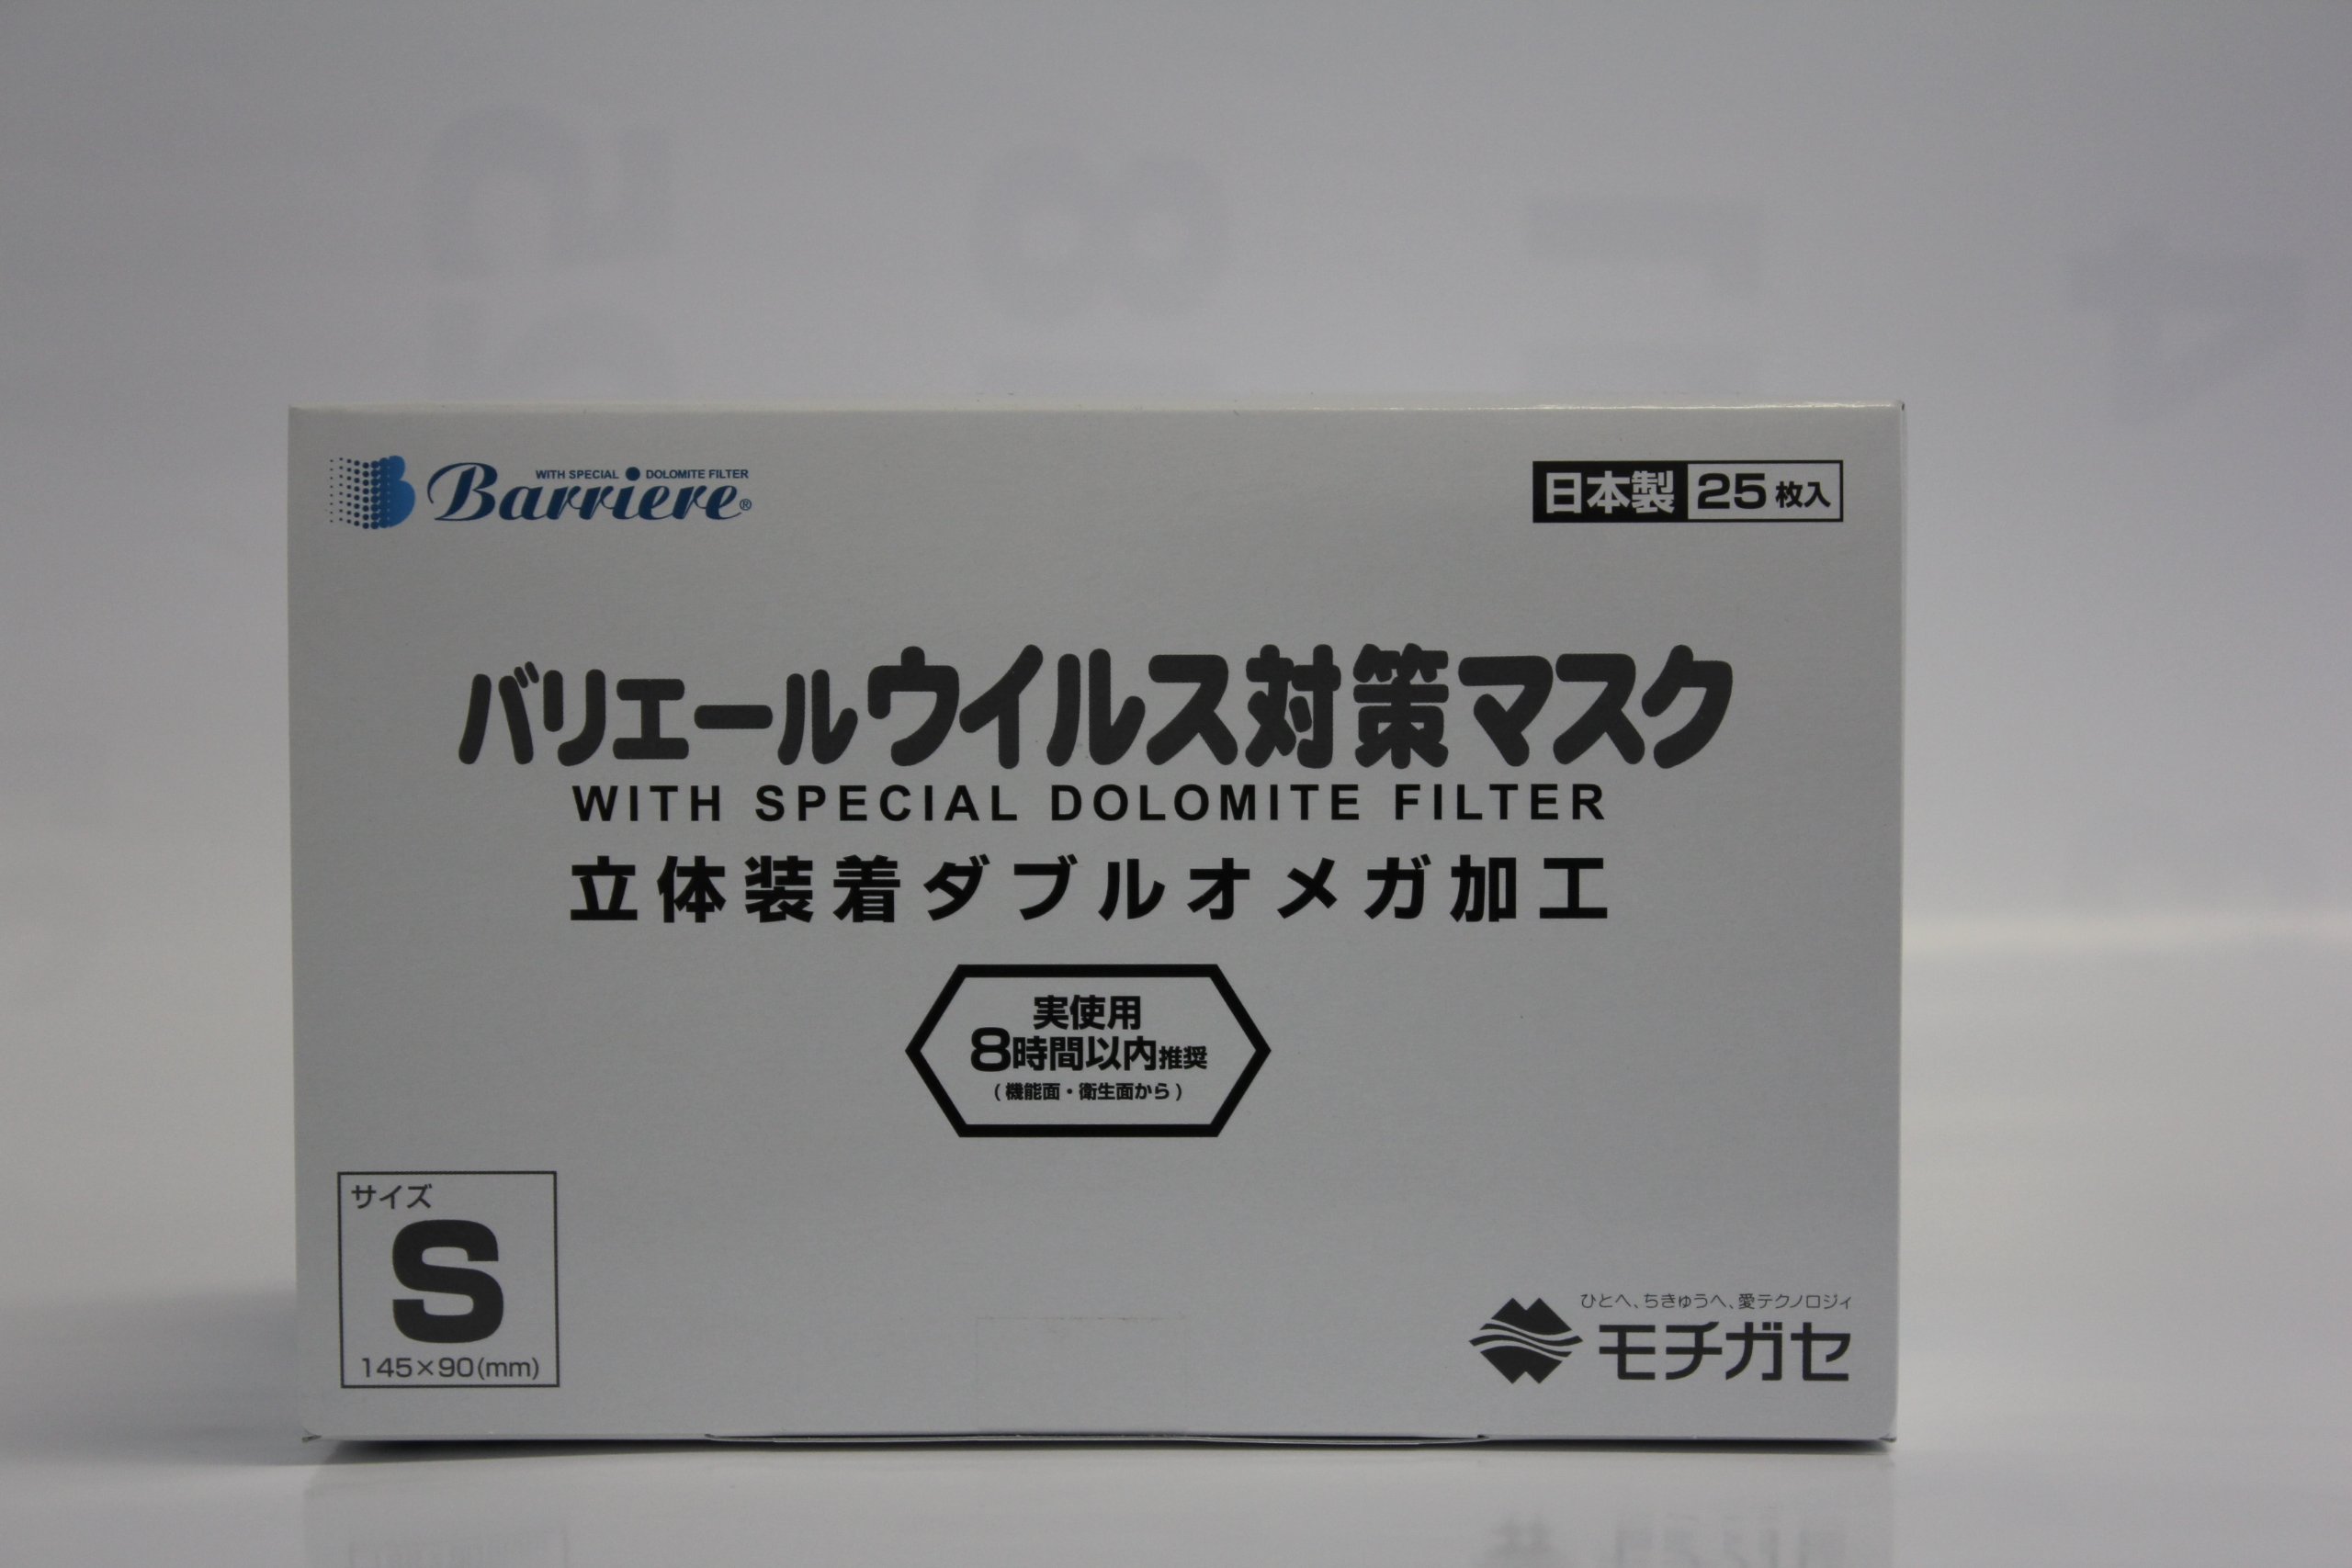 WITH SPECIAL DOLOMITE FILTER
Barriere®
日本製 25枚入
バリエールウイルス対策マスク
WITH SPECIAL DOLOMITE FILTER
立体装着ダブルオメガ加工
実使用
8時間以内推奨
(機能面・衛生面から)
サイズ
S
145×90(mm)
ひとへ、ちきゅうへ、愛テクノロジィ
モチガセ